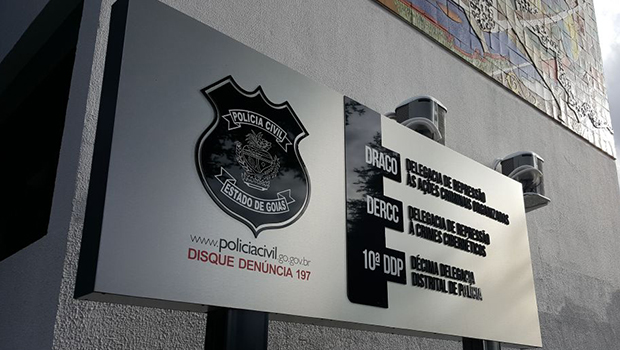 POLÍCIA CIVIL
ESTADO DE GOIÁS
www.policiacivil.go.gov.br
DISQUE DENÚNCIA 197
DRACO
DELEGACIA DE REPRESSÃO
ÀS AÇÕES CRIMINAIS ORGANIZADAS
DERCC
DELEGACIA DE REPRESSÃO
À CRIMES CIBERNÉTICOS
10ª DDP
DÉCIMA DELEGACIA
DISTRITAL DE POLÍCIA